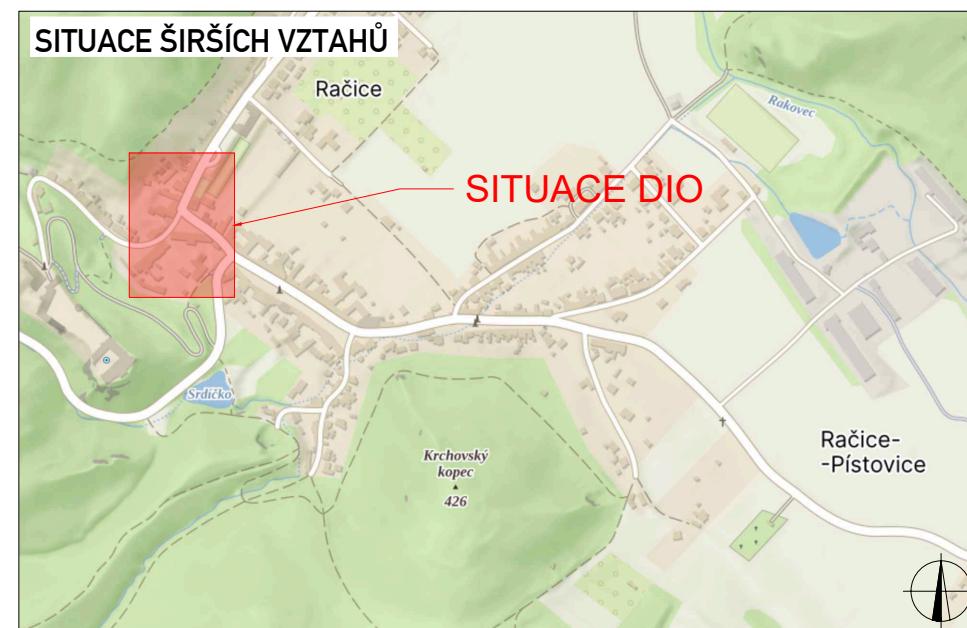 SITUACE ŠIRŠÍCH VZTAHŮ
Račice
Rakovec
SITUACE DIO
Srdíčko
Krchovský
kopec
426
Račice-
-Pístovice